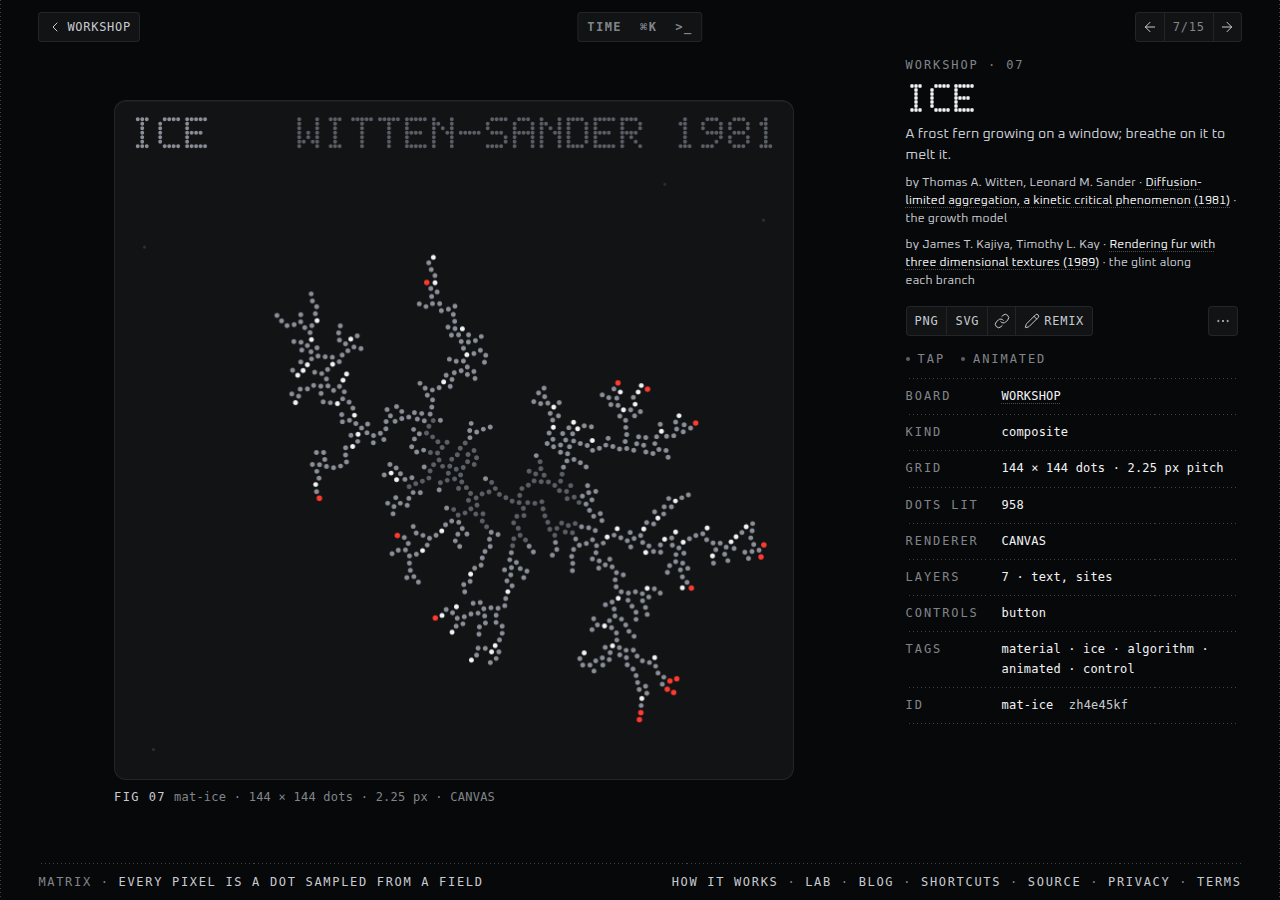 WORKSHOP
TIME ⌘K >_
7/15
ICE WITTEN-SANDER 1981
FIG 07 mat-ice · 144 × 144 dots · 2.25 px · CANVAS
WORKSHOP · 07
ICE
A frost fern growing on a window; breathe on it to
melt it.
by Thomas A. Witten, Leonard M. Sander · Diffusion-
limited aggregation, a kinetic critical phenomenon (1981) ·
the growth model
by James T. Kajiya, Timothy L. Kay · Rendering fur with
three dimensional textures (1989) · the glint along
each branch
PNG SVG REMIX ···
• TAP • ANIMATED
BOARD WORKSHOP
KIND composite
GRID 144 × 144 dots · 2.25 px pitch
DOTS LIT 958
RENDERER CANVAS
LAYERS 7 · text, sites
CONTROLS button
TAGS material · ice · algorithm ·
animated · control
ID mat-ice zh4e45kf
MATRIX · EVERY PIXEL IS A DOT SAMPLED FROM A FIELD
HOW IT WORKS · LAB · BLOG · SHORTCUTS · SOURCE · PRIVACY · TERMS